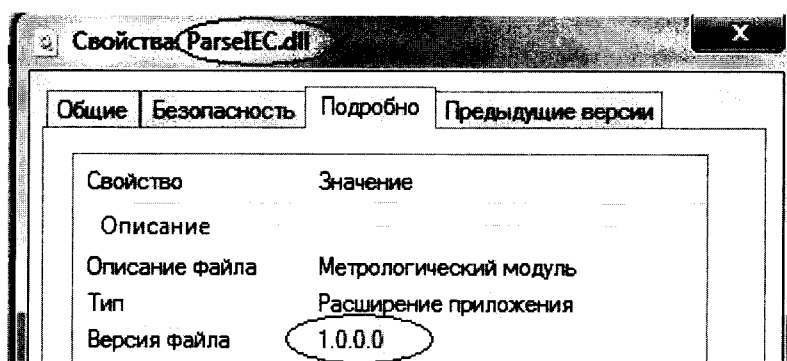 Свойства: ParseIEC.dll
X
Общие Безопасность Подробно Предыдущие версии
Свойство Значение
Описание
Описание файла Метрологический модуль
Тип Расширение приложения
Версия файла 1.0.0.0